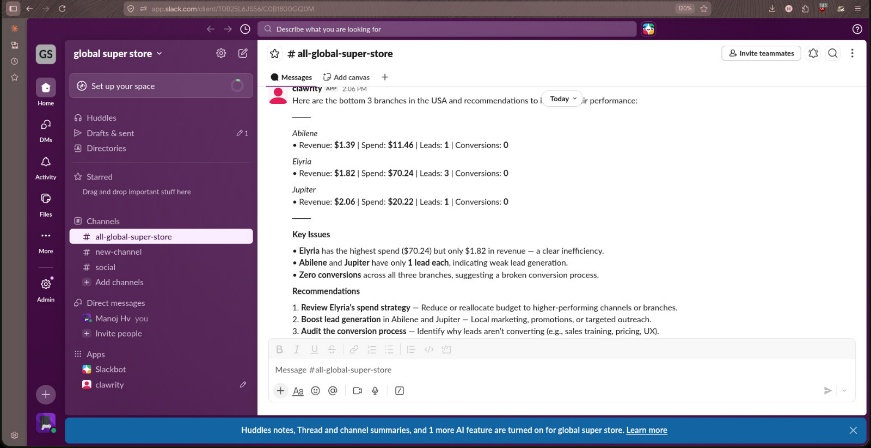 app.slack.com/client/T0B25L6JS56/C0B1800GQDM
Describe what you are looking for
GS
global super store
Set up your space
Home
DMs
Activity
Files
More
Admin
Huddles
Drafts & sent
1
Directories
Starred
Drag and drop important stuff here
Channels
# all-global-super-store
# new-channel
# social
Add channels
Direct messages
Manoj Hv you
Invite people
Apps
Slackbot
clawrity
# all-global-super-store
Invite teammates
Messages
Add canvas
Today
clawrity APP 2:06 PM
Here are the bottom 3 branches in the USA and recommendations to performance:
Abilene
• Revenue: $1.39 | Spend: $11.46 | Leads: 1 | Conversions: 0
Elyria
• Revenue: $1.82 | Spend: $70.24 | Leads: 3 | Conversions: 0
Jupiter
• Revenue: $2.06 | Spend: $20.22 | Leads: 1 | Conversions: 0
Key Issues
• Elyria has the highest spend ($70.24) but only $1.82 in revenue — a clear inefficiency.
• Abilene and Jupiter have only 1 lead each, indicating weak lead generation.
• Zero conversions across all three branches, suggesting a broken conversion process.
Recommendations
1. Review Elyria's spend strategy — Reduce or reallocate budget to higher-performing channels or branches.
2. Boost lead generation in Abilene and Jupiter — Local marketing, promotions, or targeted outreach.
3. Audit the conversion process — Identify why leads aren't converting (e.g., sales training, pricing, UX).
Message #all-global-super-store
Aa
Huddles notes, Thread and channel summaries, and 1 more AI feature are turned on for global super store. Learn more